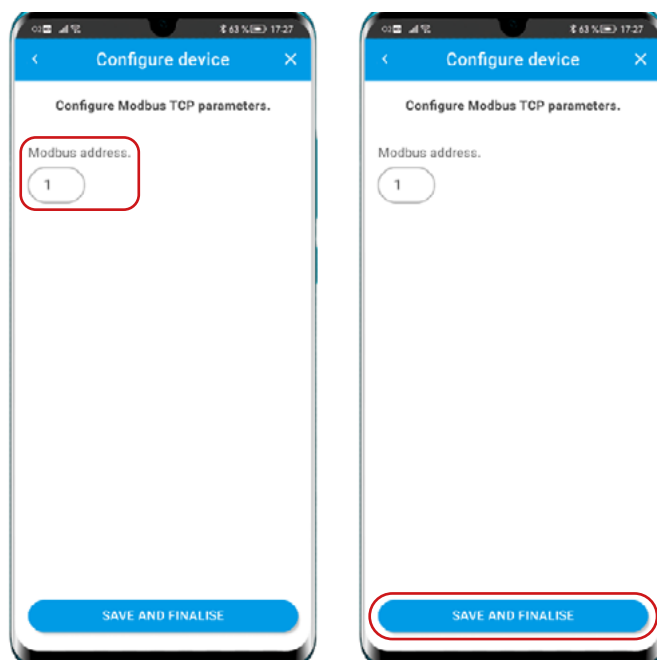 63 % 17:27
Configure device
Configure Modbus TCP parameters.
Modbus address.
1
SAVE AND FINALISE
63 % 17:27
Configure device
Configure Modbus TCP parameters.
Modbus address.
1
SAVE AND FINALISE